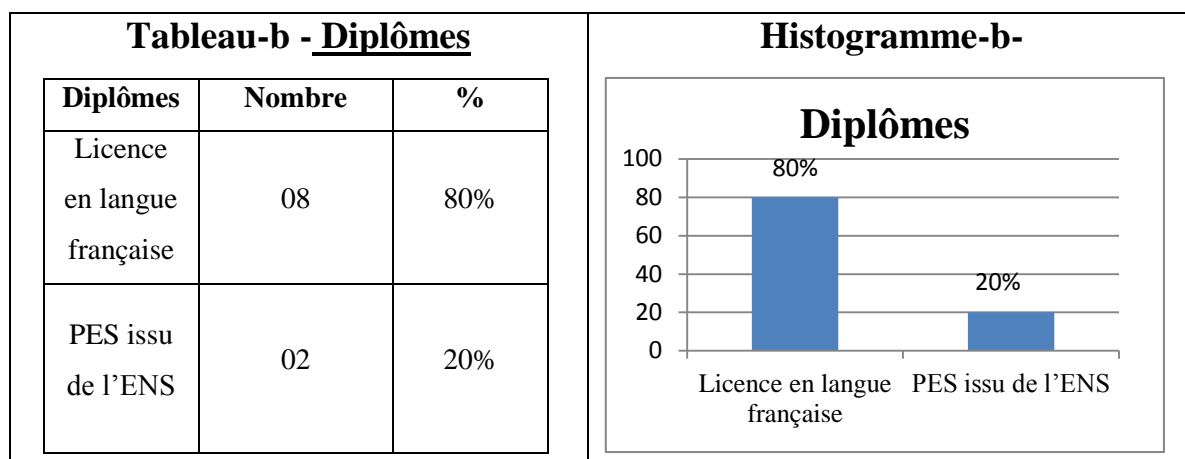 Tableau-b - Diplômes
Diplômes Nombre %
Licence
en langue
française
08 80%
PES issu
de l’ENS
02 20%
Histogramme-b-
Diplômes
100
80
60
40
20
0
80%
20%
Licence en langue
française
PES issu de l’ENS